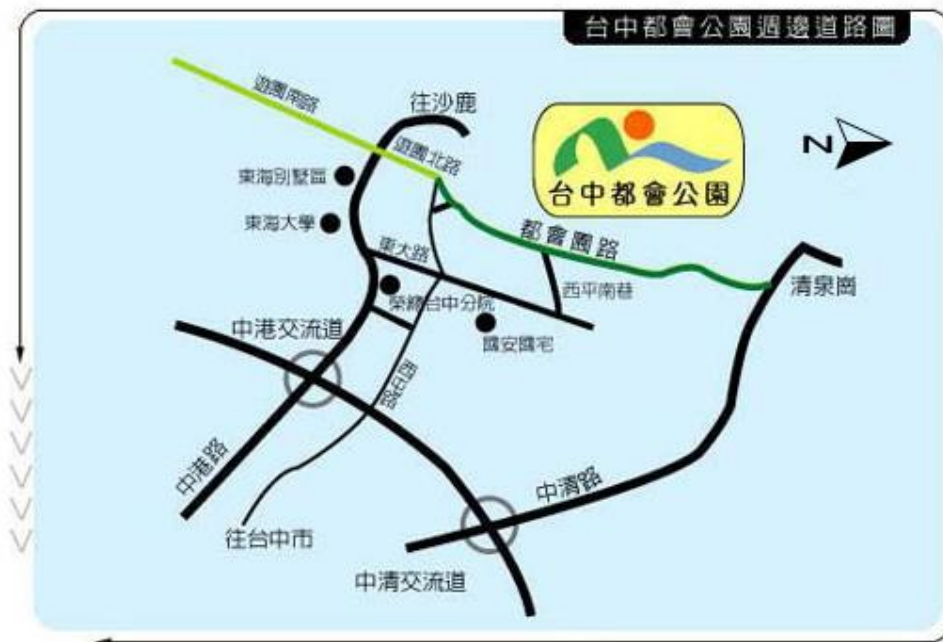 台中都會公園週邊道路圖
遊園南路
往沙鹿
遊園北路
台中都會公園
N
東海別墅區
東海大學
東大路
都會園路
榮總台中分院
西平南巷
清泉崗
中港交流道
國安國宅
西屯路
中港路
中清路
往台中市
中清交流道